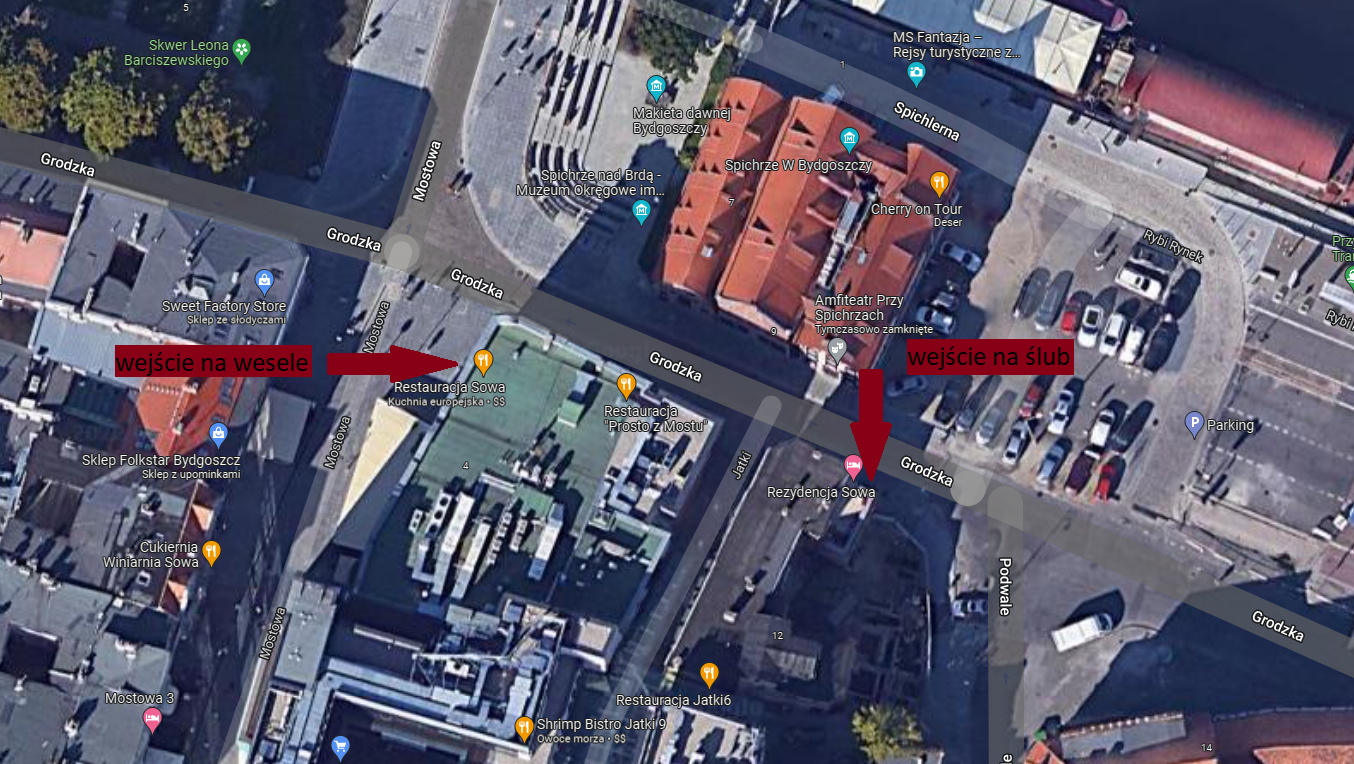 5
Skwer Leona
Barciszewskiego
MS Fantazja –
Rejsy turystyczne z...
1
Makieta dawnej
Bydgoszczy
Spichlerna
Grodzka
Mostowa
Spichrze W Bydgoszczy
Spichrze nad Brdą -
Muzeum Okręgowe im...
7
Cherry on Tour
Deser
Rybi Rynek
Grodzka
Grodzka
Sweet Factory Store
Sklep ze słodyczami
Mostowa
Amfiteatr Przy
Spichrzach
Tymczasowo zamknięte
9
wejście na wesele
wejście na ślub
Grodzka
Restauracja Sowa
Kuchnia europejska • $$
Restauracja
"Prosto z Mostu"
Parking
Mostowa
Sklep Folkstar Bydgoszcz
Sklep z upominkami
4
Jatki
Grodzka
Rezydencja Sowa
Cukiernia
Winiarnia Sowa
Podwale
Mostowa
12
Grodzka
Mostowa 3
Restauracja Jatki6
Shrimp Bistro Jatki 9
Owoce morza • $$
14